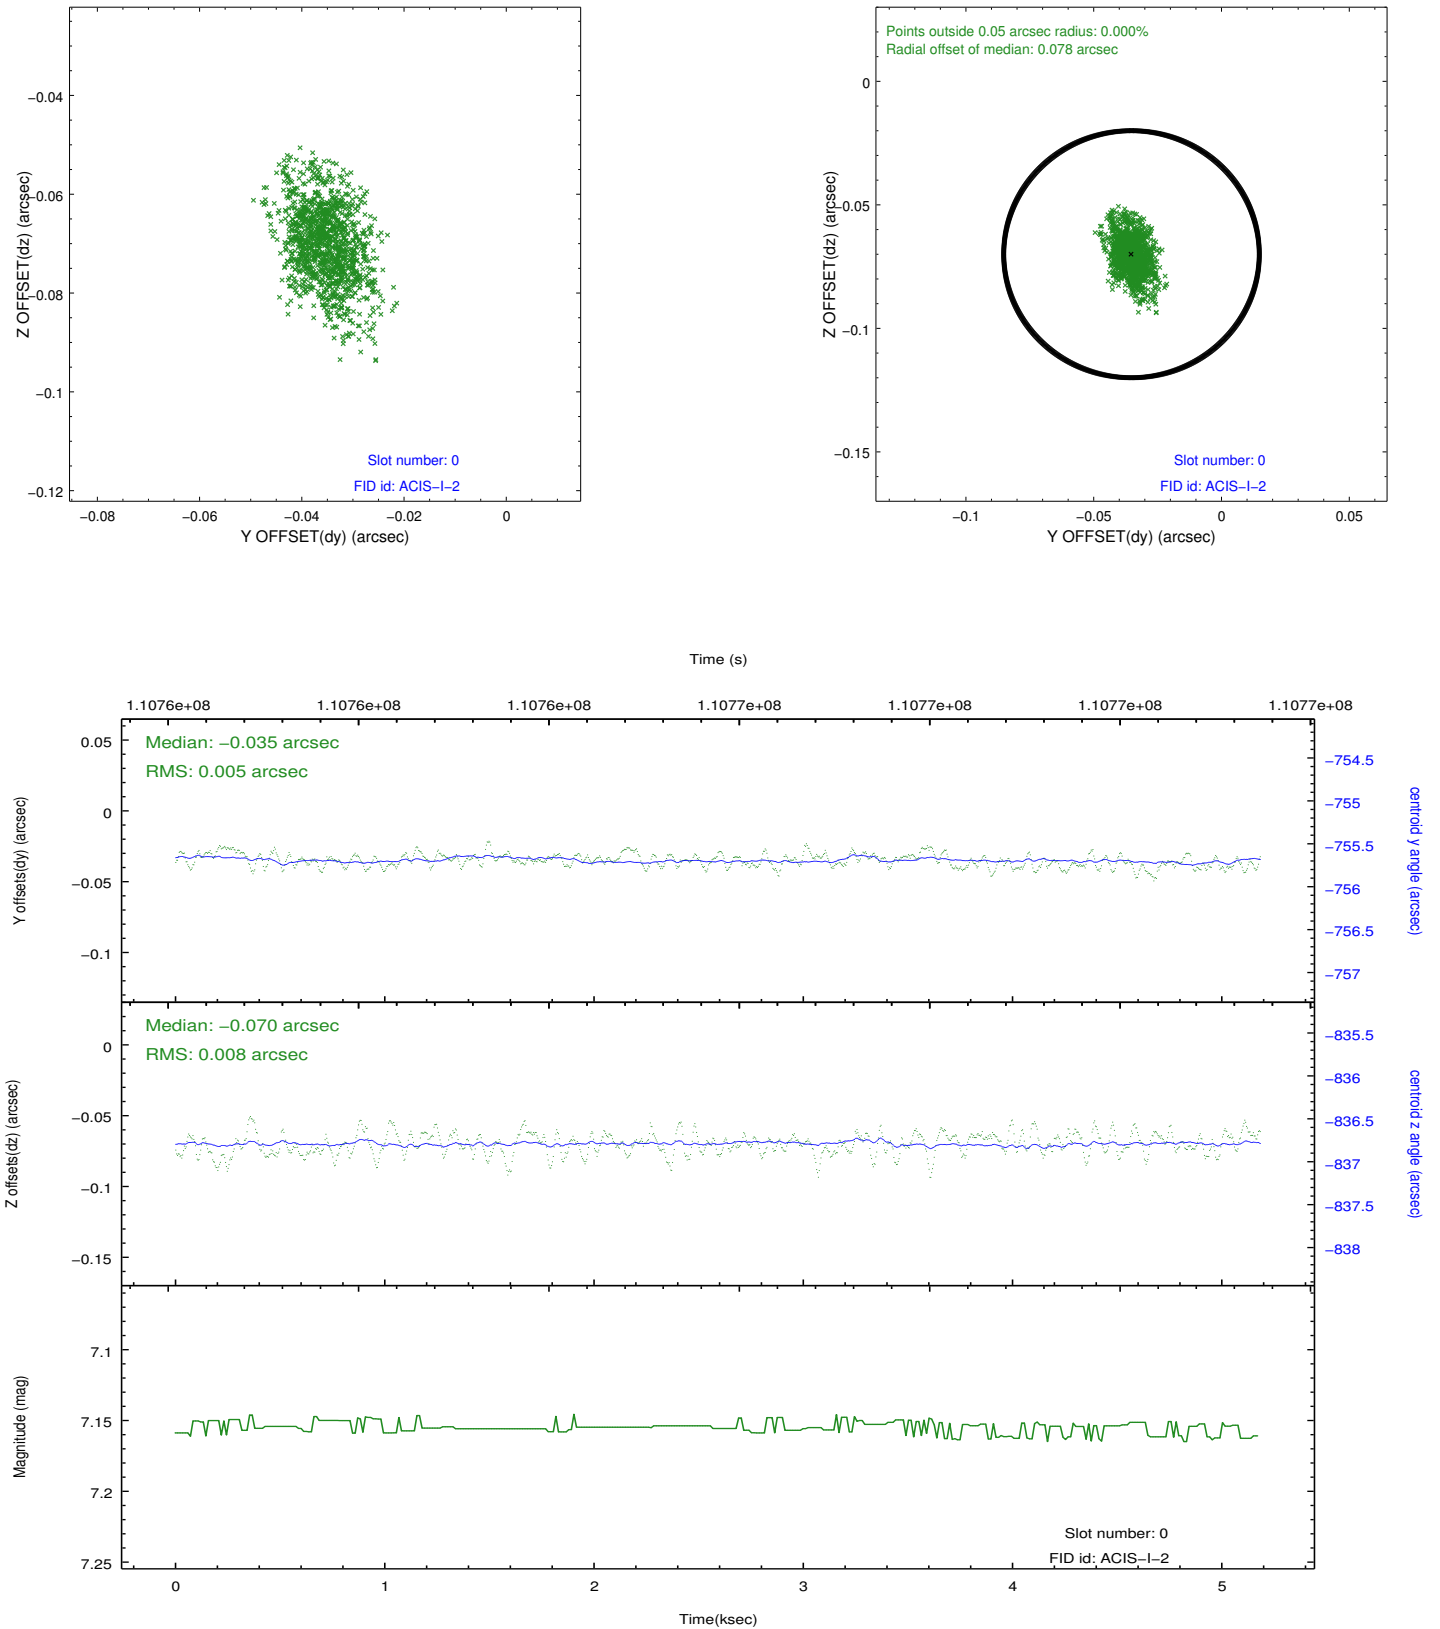 −0.04
−0.06
−0.08
−0.1
−0.12
Z OFFSET(dz) (arcsec)
Slot number: 0
FID id: ACIS−I−2
−0.08 −0.06 −0.04 −0.02 0
Y OFFSET(dy) (arcsec)
Points outside 0.05 arcsec radius: 0.000%
Radial offset of median: 0.078 arcsec
0
−0.05
−0.1
−0.15
Z OFFSET(dz) (arcsec)
Slot number: 0
FID id: ACIS−I−2
−0.1 −0.05 0 0.05
Y OFFSET(dy) (arcsec)
Time (s)
1.1076e+08 1.1076e+08 1.1076e+08 1.1077e+08 1.1077e+08 1.1077e+08 1.1077e+08
Median: −0.035 arcsec
RMS: 0.005 arcsec
0.05
0
−0.05
−0.1
Y offsets(dy) (arcsec)
−754.5
−755
−755.5
−756
−756.5
−757
centroid y angle (arcsec)
Median: −0.070 arcsec
RMS: 0.008 arcsec
0
−0.05
−0.1
−0.15
Z offsets(dz) (arcsec)
−835.5
−836
−836.5
−837
−837.5
−838
centroid z angle (arcsec)
7.1
7.15
7.2
7.25
Magnitude (mag)
Slot number: 0
FID id: ACIS−I−2
0 1 2 3 4 5
Time(ksec)